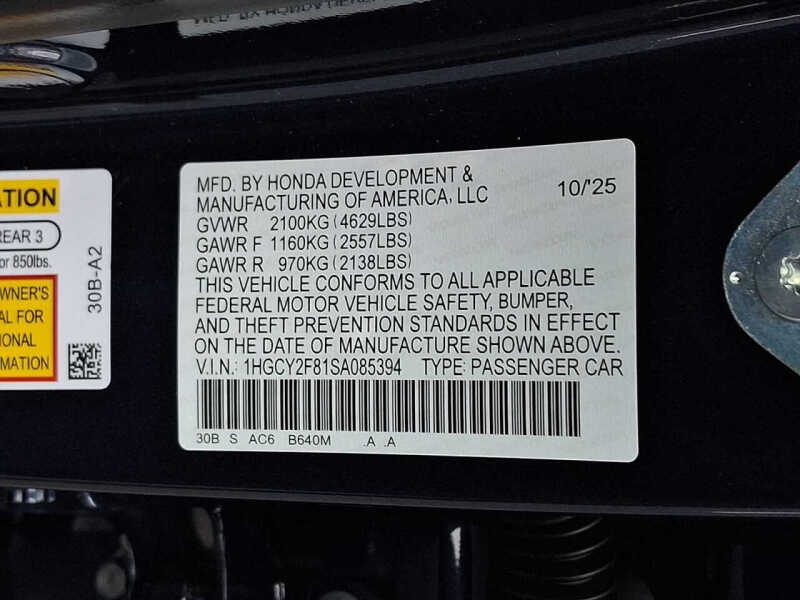 MFD. BY HONDA DEVELOPMENT &
MANUFACTURING OF AMERICA, LLC 10/'25
GVWR 2100KG (4629LBS)
GAWR F 1160KG (2557LBS)
GAWR R 970KG (2138LBS)
THIS VEHICLE CONFORMS TO ALL APPLICABLE
FEDERAL MOTOR VEHICLE SAFETY, BUMPER,
AND THEFT PREVENTION STANDARDS IN EFFECT
ON THE DATE OF MANUFACTURE SHOWN ABOVE.
V.I.N.: 1HGCY2F81SA085394 TYPE: PASSENGER CAR
30B S AC6 B640M .A .A
ATION
REAR 3
or 850lbs.
OWNER'S
AL FOR
IONAL
RMATION
30B-A2